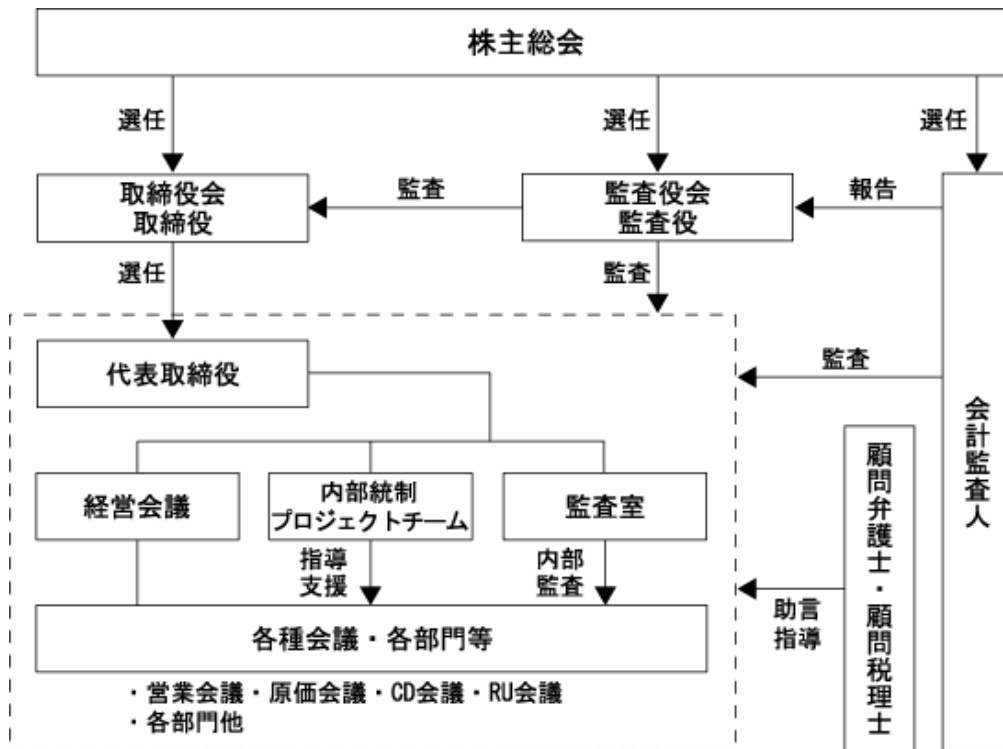 株主総会
選任
選任
選任
取締役会
取締役
監査
監査役会
監査役
報告
選任
監査
代表取締役
監査
会計監査人
経営会議
内部統制
プロジェクトチーム
監査室
顧問弁護士・顧問税理士
指導
支援
内部
監査
助言
指導
各種会議・各部門等
・営業会議・原価会議・CD会議・RU会議
・各部門他